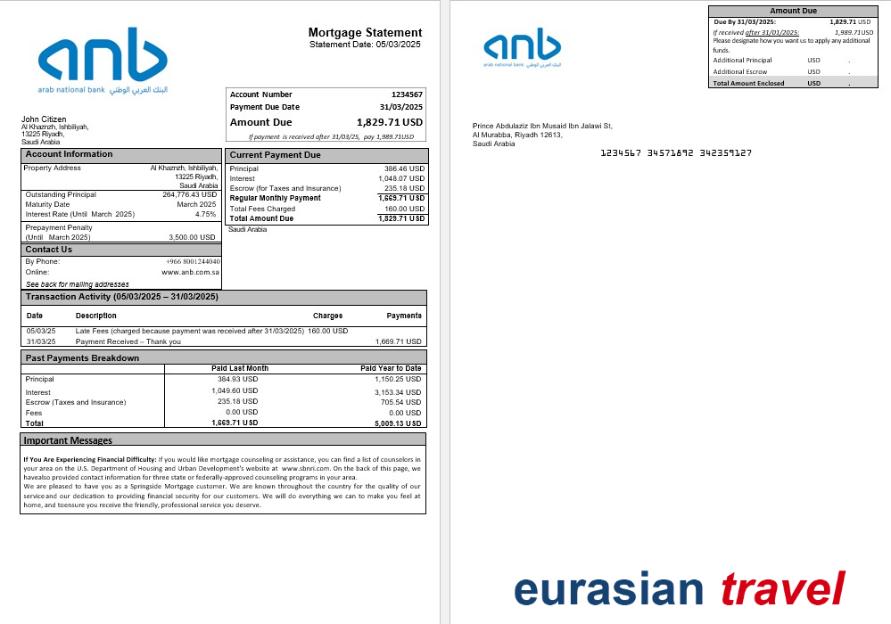 anb
arab national bank البنك العربي الوطني
Mortgage Statement
Statement Date: 05/03/2025
Account Number 1234567
Payment Due Date 31/03/2025
Amount Due 1,829.71 USD
If payment is received after 31/03/25, pay 1,989.71USD
John Citizen
Al Khaznzh, Ishbiliyah,
13225 Riyadh,
Saudi Arabia
Account Information
Property Address Al Khaznzh, Ishbiliyah,
13225 Riyadh,
Saudi Arabia
Outstanding Principal 264,776.43 USD
Maturity Date March 2025
Interest Rate (Until March 2025) 4.75%
Prepayment Penalty
(Until March 2025) 3,500.00 USD
Contact Us
By Phone: +966 8001244040
Online: www.anb.com.sa
See back for mailing addresses
Current Payment Due
Principal 386.46 USD
Interest 1,048.07 USD
Escrow (for Taxes and Insurance) 235.18 USD
Regular Monthly Payment 1,669.71 USD
Total Fees Charged 160.00 USD
Total Amount Due 1,829.71 USD
Saudi Arabia
Transaction Activity (05/03/2025 – 31/03/2025)
Date Description Charges Payments
05/03/25 Late Fees (charged because payment was received after 31/03/2025) 160.00 USD
31/03/25 Payment Received – Thank you 1,669.71 USD
Past Payments Breakdown
Paid Last Month Paid Year to Date
Principal 384.93 USD 1,150.25 USD
Interest 1,049.60 USD 3,153.34 USD
Escrow (Taxes and Insurance) 235.18 USD 705.54 USD
Fees 0.00 USD 0.00 USD
Total 1,669.71 USD 5,009.13 USD
Important Messages
If You Are Experiencing Financial Difficulty: If you would like mortgage counseling or assistance, you can find a list of counselors in
your area on the U.S. Department of Housing and Urban Development's website at www.sbnri.com. On the back of this page, we
havealso provided contact information for three state or federally-approved counseling programs in your area.
We are pleased to have you as a Springside Mortgage customer. We are known throughout the country for the quality of our
serviceand our dedication to providing financial security for our customers. We will do everything we can to make you feel at
home, and toensure you receive the friendly, professional service you deserve.
anb
arab national bank البنك العربي الوطني
Amount Due
Due By 31/03/2025: 1,829.71 USD
If received after 31/01/2025: 1,989.71USD
Please designate how you want us to apply any additional
funds.
Additional Principal USD .
Additional Escrow USD .
Total Amount Enclosed USD .
Prince Abdulaziz Ibn Musaid Ibn Jalawi St,
Al Murabba, Riyadh 12613,
Saudi Arabia
1234567 34571892 342359127
eurasian travel